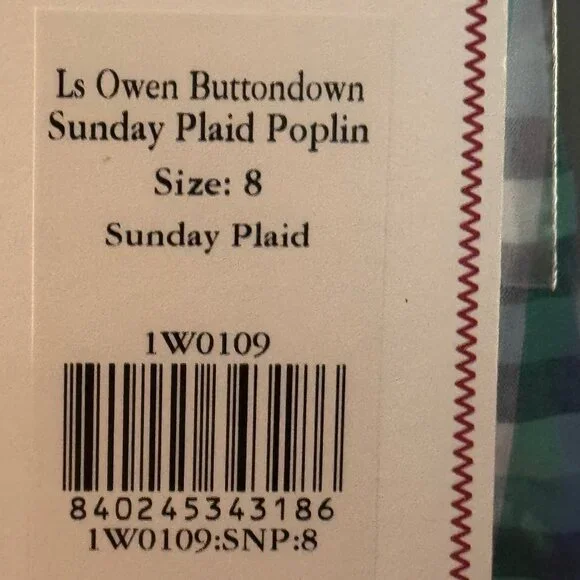 Ls Owen Buttondown
Sunday Plaid Poplin
Size: 8
Sunday Plaid
1W0109
840245343186
1W0109:SNP:8